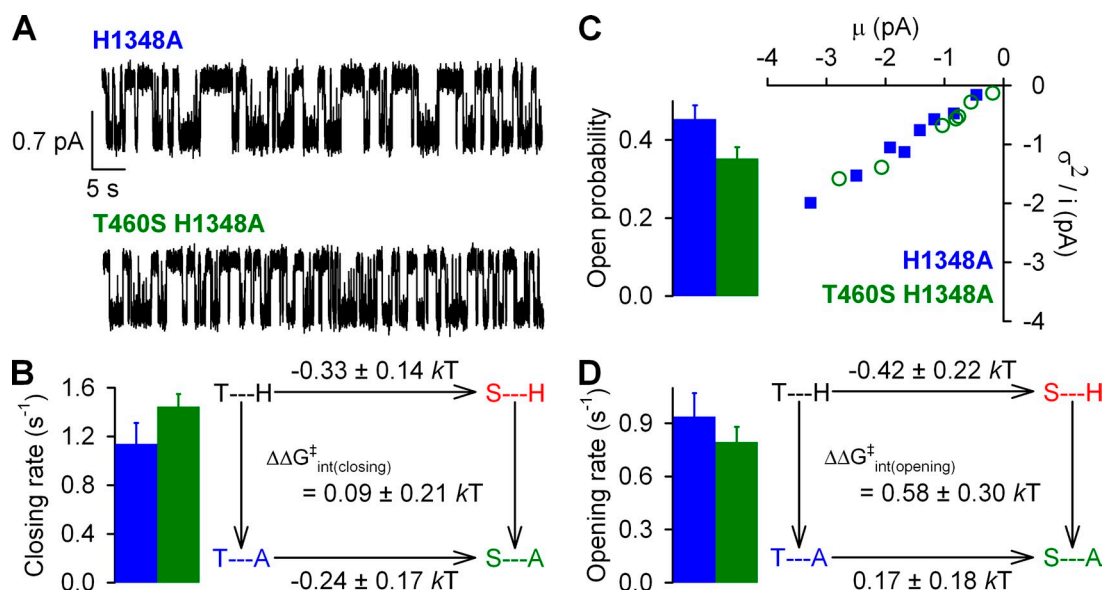 A
H1348A
0.7 pA
5 s
T460S H1348A
C
μ (pA)
-4 -3 -2 -1 0
Open probability
0.4
0.2
0.0
0
-1
-2
-3
-4
σ² / i (pA)
H1348A
T460S H1348A
B
Closing rate (s⁻¹)
1.6
1.2
0.8
0.4
0.0
T---H
-0.33 ± 0.14 kT
S---H
ΔΔG‡int(closing)
= 0.09 ± 0.21 kT
T---A
-0.24 ± 0.17 kT
S---A
D
Opening rate (s⁻¹)
0.9
0.6
0.3
0.0
T---H
-0.42 ± 0.22 kT
S---H
ΔΔG‡int(opening)
= 0.58 ± 0.30 kT
T---A
0.17 ± 0.18 kT
S---A